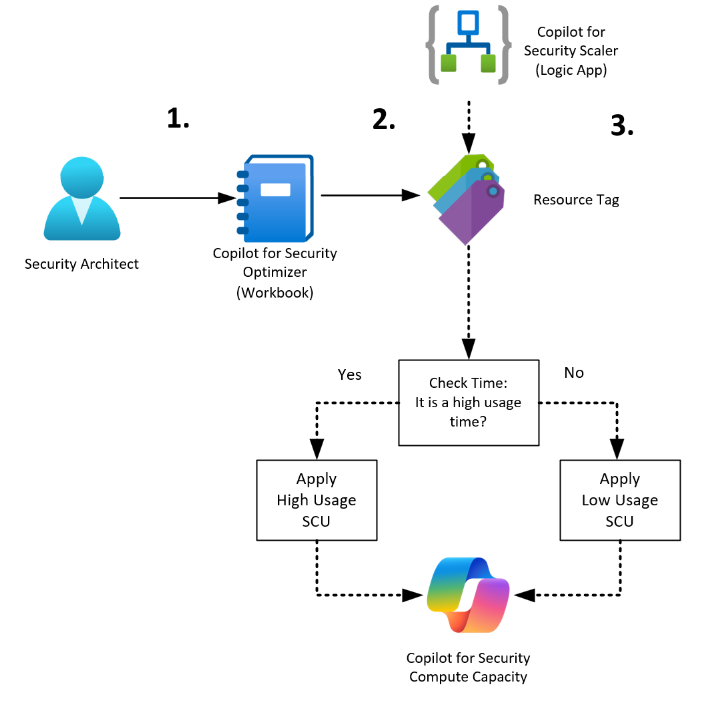 Copilot for
Security Scaler
(Logic App)
1.
2.
3.
Resource Tag
Security Architect
Copilot for Security
Optimizer
(Workbook)
Check Time:
It is a high usage
time?
Yes
No
Apply
High Usage
SCU
Apply
Low Usage
SCU
Copilot for Security
Compute Capacity